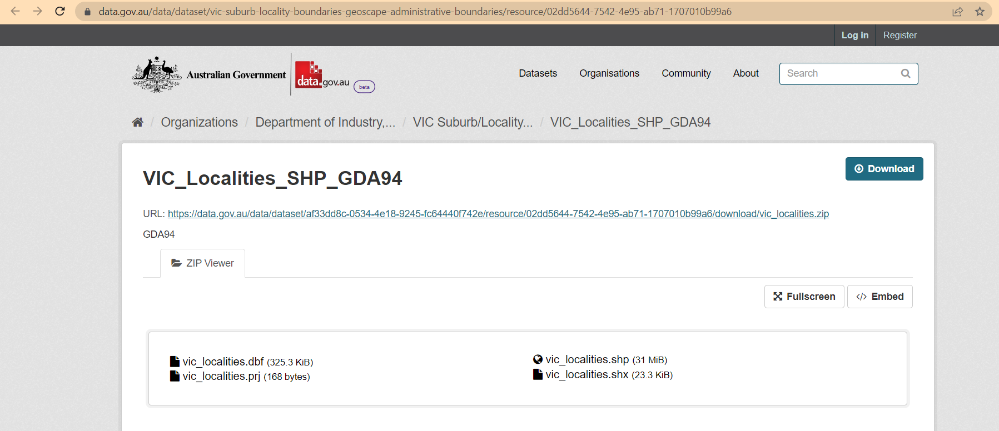 data.gov.au/data/dataset/vic-suburb-locality-boundaries-geoscape-administrative-boundaries/resource/02dd5644-7542-4e95-ab71-1707010b99a6
Log in Register
Australian Government data.gov.au beta
Datasets Organisations Community About Search
Organizations / Department of Industry,... / VIC Suburb/Locality... / VIC_Localities_SHP_GDA94
Download
VIC_Localities_SHP_GDA94
URL: https://data.gov.au/data/dataset/af33dd8c-0534-4e18-9245-fc64440f742e/resource/02dd5644-7542-4e95-ab71-1707010b99a6/download/vic_localities.zip
GDA94
ZIP Viewer
Fullscreen </> Embed
vic_localities.dbf (325.3 KiB)
vic_localities.prj (168 bytes)
vic_localities.shp (31 MiB)
vic_localities.shx (23.3 KiB)